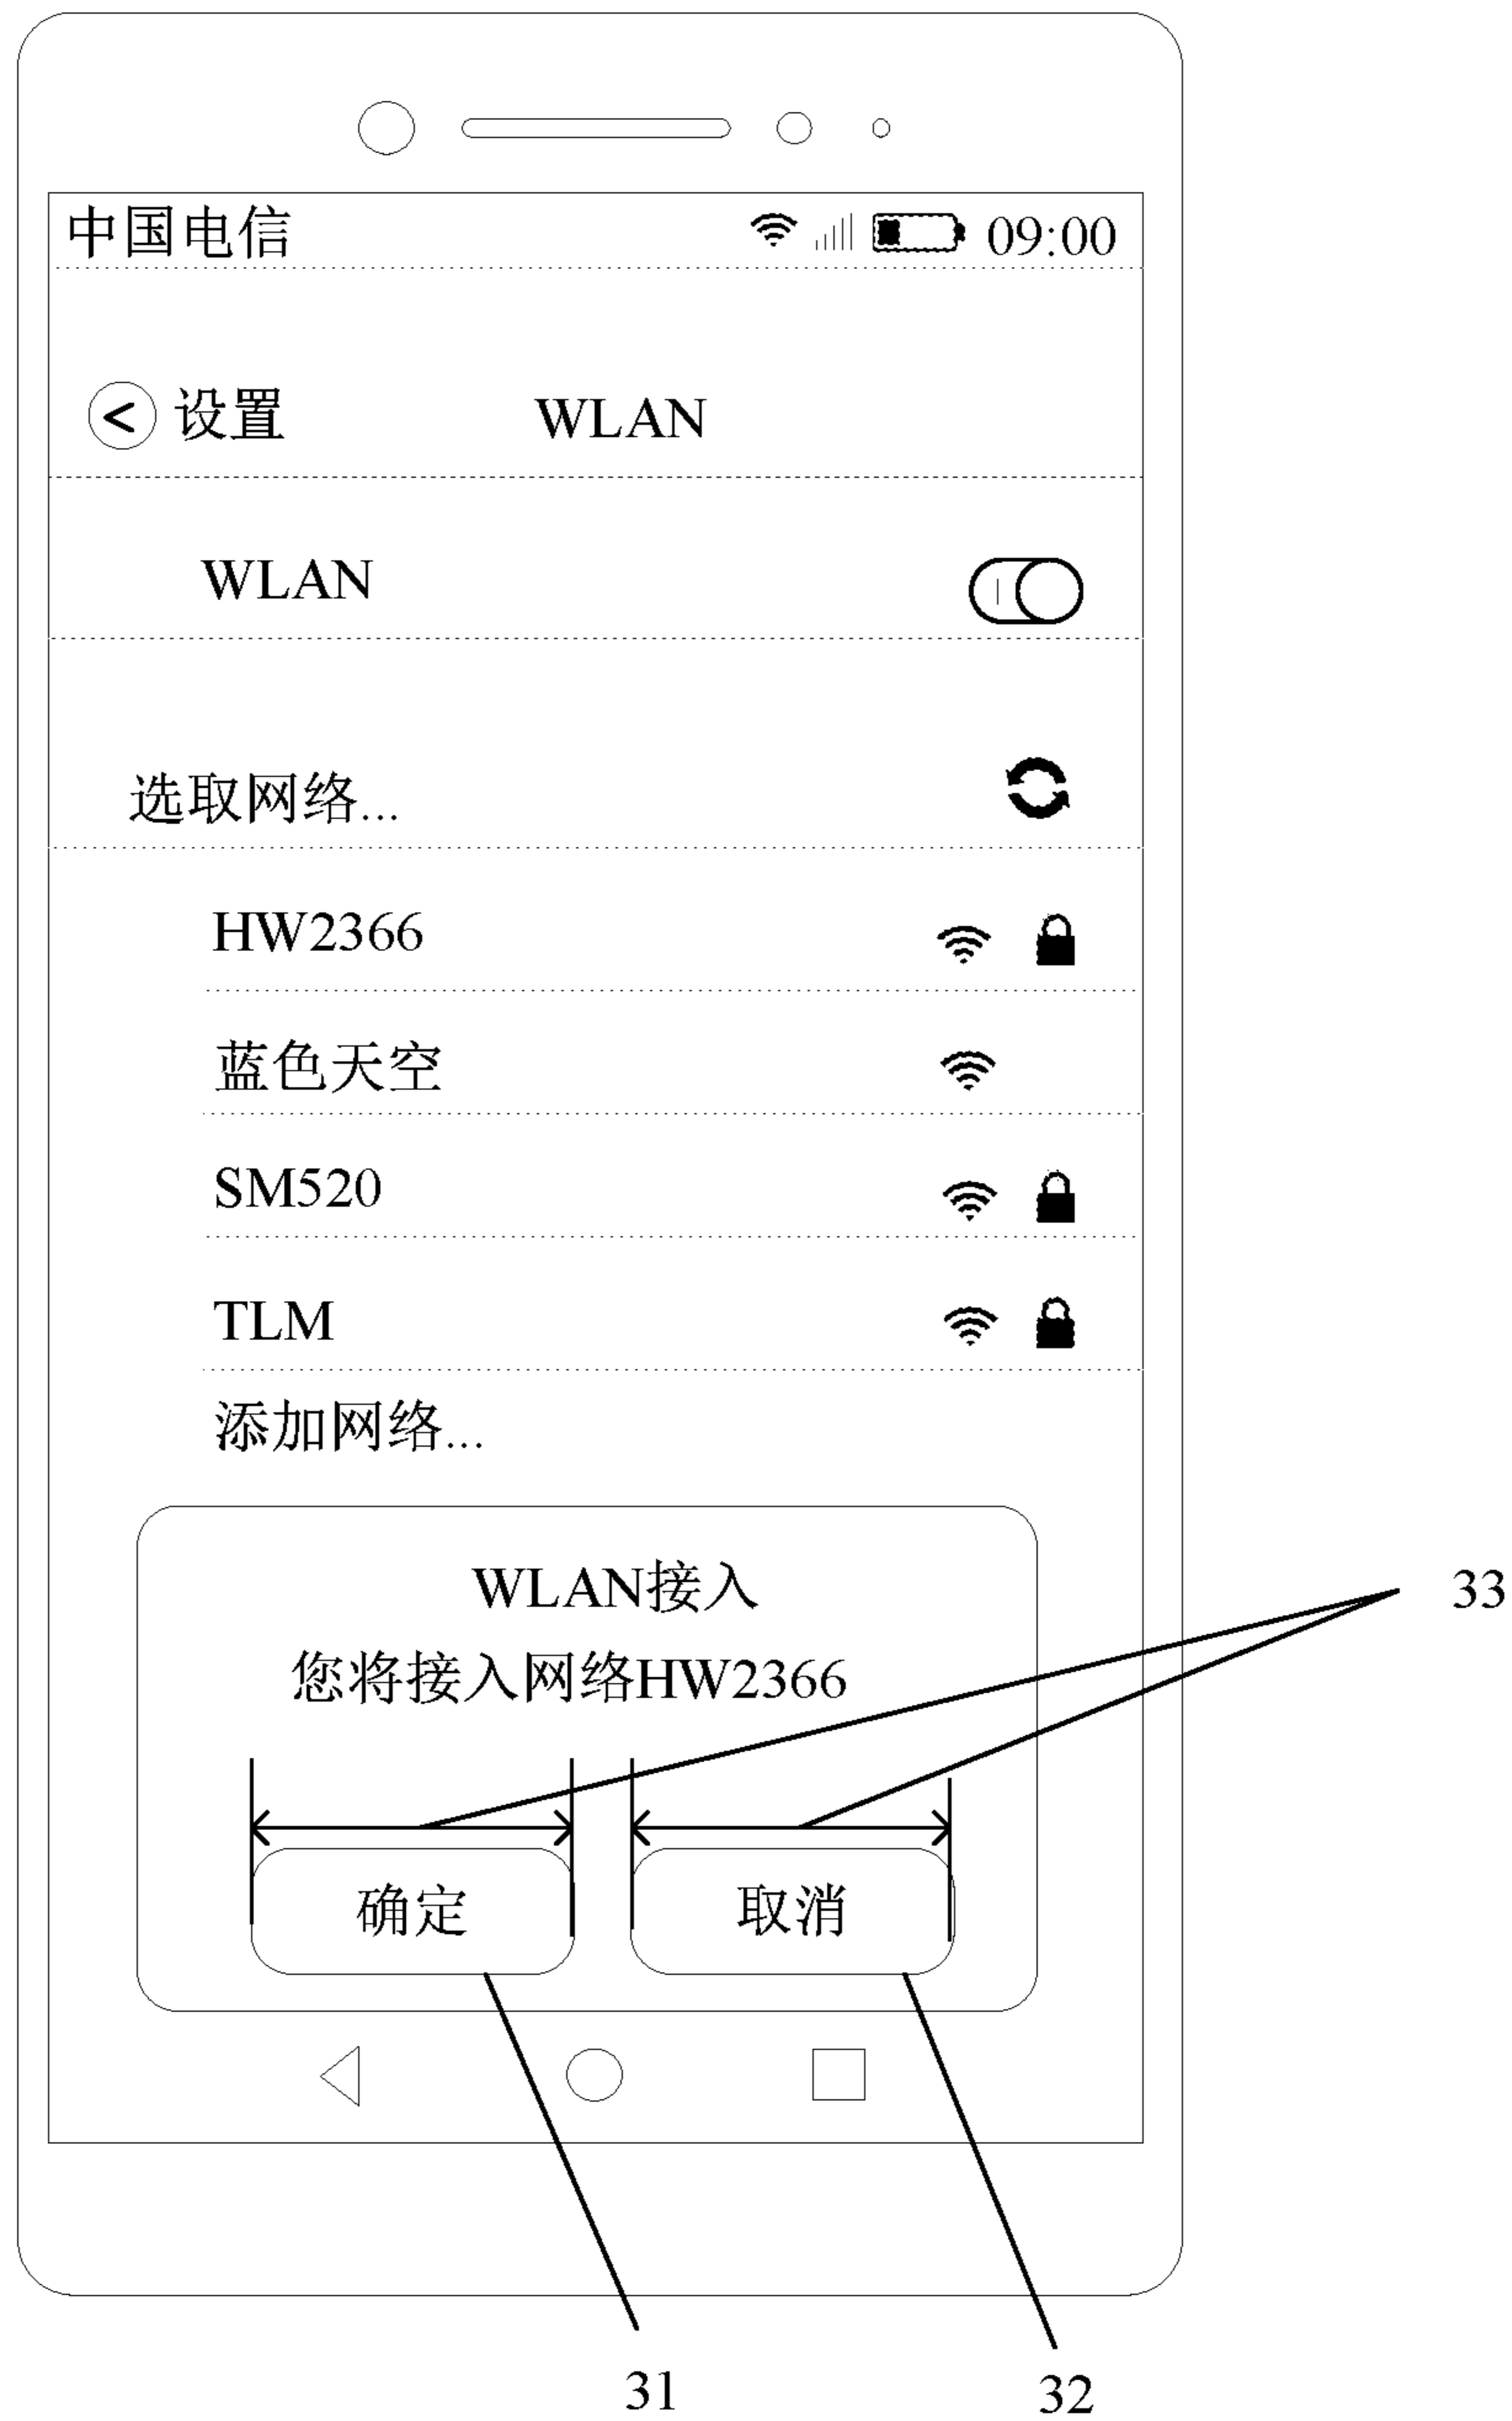 中国电信 09:00
< 设置 WLAN
WLAN
选取网络...
HW2366
蓝色天空
SM520
TLM
添加网络...
WLAN接入
您将接入网络HW2366
33
确定 取消
31 32